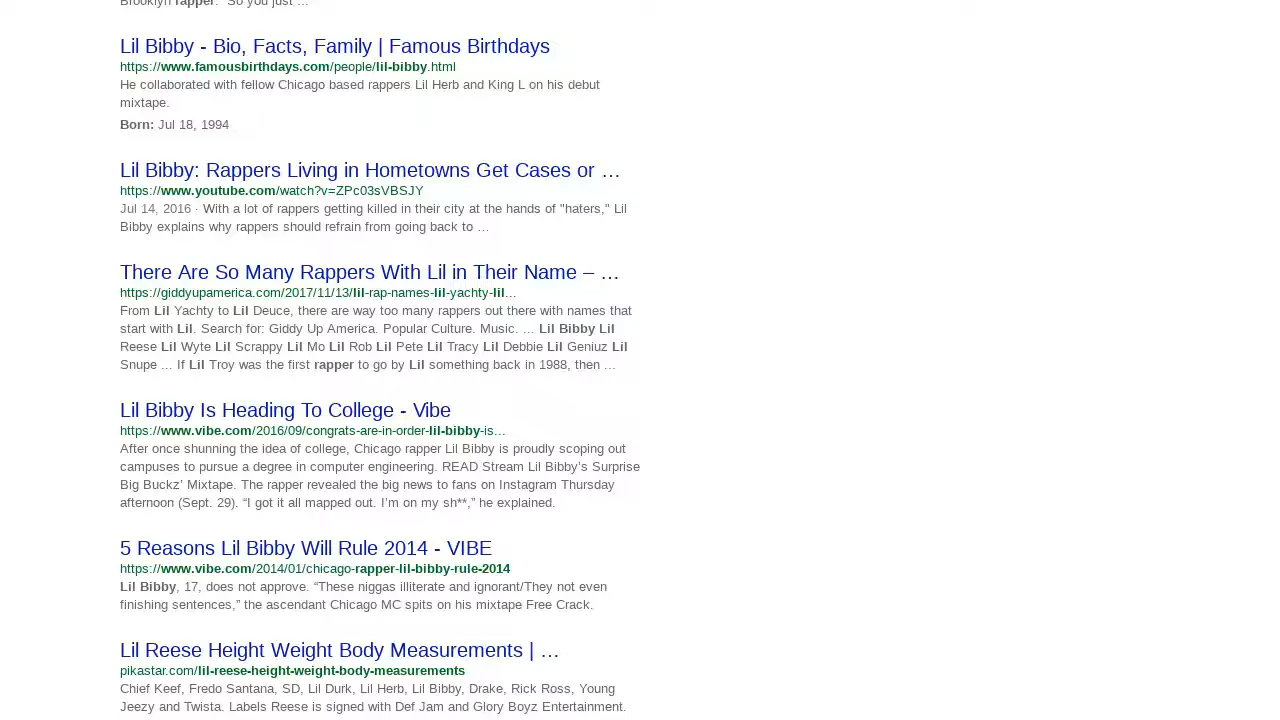 Brooklyn rapper: "So you just ...
Lil Bibby - Bio, Facts, Family | Famous Birthdays
https://www.famousbirthdays.com/people/lil-bibby.html
He collaborated with fellow Chicago based rappers Lil Herb and King L on his debut
mixtape.
Born: Jul 18, 1994
Lil Bibby: Rappers Living in Hometowns Get Cases or …
https://www.youtube.com/watch?v=ZPc03sVBSJY
Jul 14, 2016 · With a lot of rappers getting killed in their city at the hands of "haters," Lil
Bibby explains why rappers should refrain from going back to …
There Are So Many Rappers With Lil in Their Name – …
https://giddyupamerica.com/2017/11/13/lil-rap-names-lil-yachty-lil...
From Lil Yachty to Lil Deuce, there are way too many rappers out there with names that
start with Lil. Search for: Giddy Up America. Popular Culture. Music. ... Lil Bibby Lil
Reese Lil Wyte Lil Scrappy Lil Mo Lil Rob Lil Pete Lil Tracy Lil Debbie Lil Geniuz Lil
Snupe ... If Lil Troy was the first rapper to go by Lil something back in 1988, then ...
Lil Bibby Is Heading To College - Vibe
https://www.vibe.com/2016/09/congrats-are-in-order-lil-bibby-is...
After once shunning the idea of college, Chicago rapper Lil Bibby is proudly scoping out
campuses to pursue a degree in computer engineering. READ Stream Lil Bibby’s Surprise
Big Buckz’ Mixtape. The rapper revealed the big news to fans on Instagram Thursday
afternoon (Sept. 29). “I got it all mapped out. I’m on my sh**,” he explained.
5 Reasons Lil Bibby Will Rule 2014 - VIBE
https://www.vibe.com/2014/01/chicago-rapper-lil-bibby-rule-2014
Lil Bibby, 17, does not approve. “These niggas illiterate and ignorant/They not even
finishing sentences,” the ascendant Chicago MC spits on his mixtape Free Crack.
Lil Reese Height Weight Body Measurements | …
pikastar.com/lil-reese-height-weight-body-measurements
Chief Keef, Fredo Santana, SD, Lil Durk, Lil Herb, Lil Bibby, Drake, Rick Ross, Young
Jeezy and Twista. Labels Reese is signed with Def Jam and Glory Boyz Entertainment.